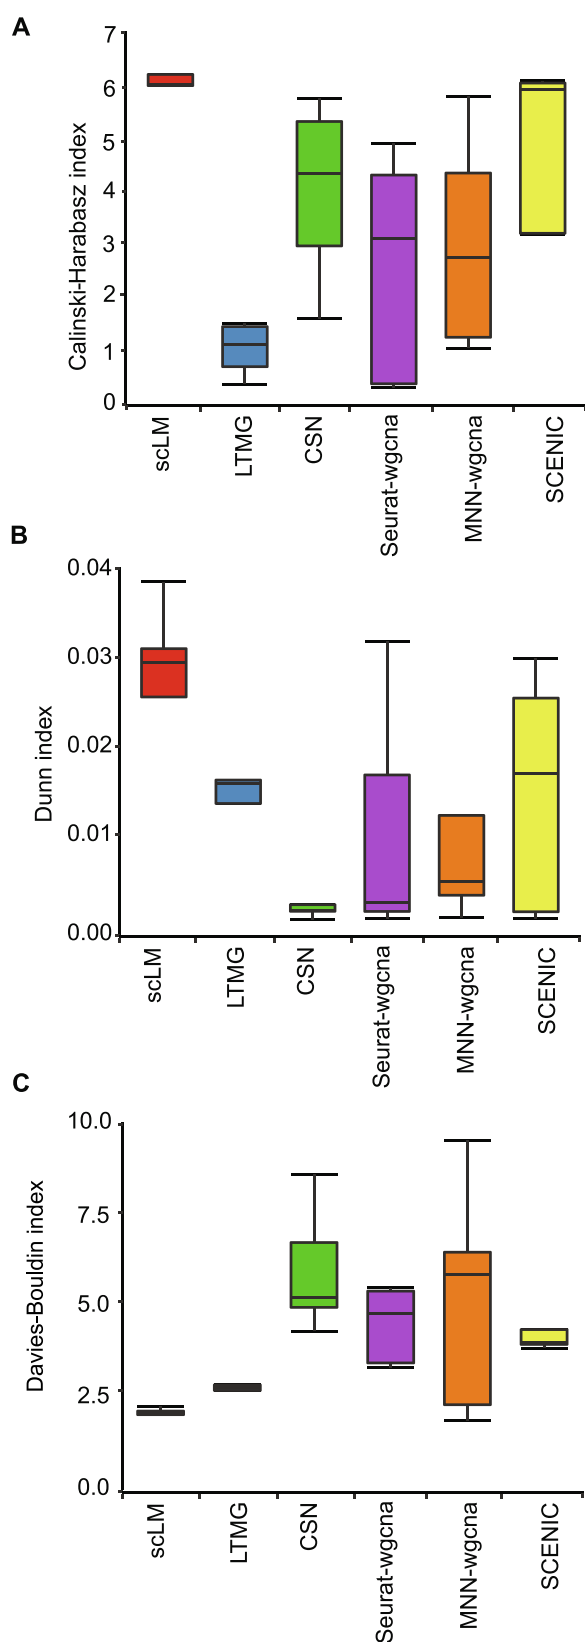 A
Calinski-Harabasz index
7
6
5
4
3
2
1
0
scLM
LTMG
CSN
Seurat-wgcna
MNN-wgcna
SCENIC
B
Dunn index
0.04
0.03
0.02
0.01
0.00
scLM
LTMG
CSN
Seurat-wgcna
MNN-wgcna
SCENIC
C
Davies-Bouldin index
10.0
7.5
5.0
2.5
0.0
scLM
LTMG
CSN
Seurat-wgcna
MNN-wgcna
SCENIC